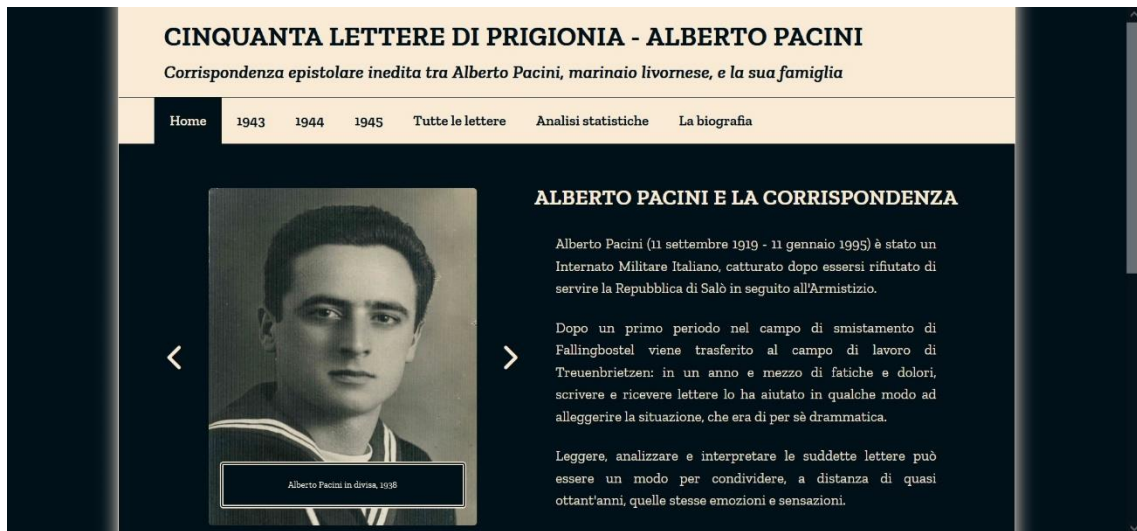 CINQUANTA LETTERE DI PRIGIONIA - ALBERTO PACINI
Corrispondenza epistolare inedita tra Alberto Pacini, marinaio livornese, e la sua famiglia
Home 1943 1944 1945 Tutte le lettere Analisi statistiche La biografia
Alberto Pacini in divisa, 1938
ALBERTO PACINI E LA CORRISPONDENZA
Alberto Pacini (11 settembre 1919 - 11 gennaio 1995) è stato un
Internato Militare Italiano, catturato dopo essersi rifiutato di
servire la Repubblica di Salò in seguito all'Armistizio.
Dopo un primo periodo nel campo di smistamento di
Fallingbostel viene trasferito al campo di lavoro di
Treuenbrietzen: in un anno e mezzo di fatiche e dolori,
scrivere e ricevere lettere lo ha aiutato in qualche modo ad
alleggerire la situazione, che era di per sè drammatica.
Leggere, analizzare e interpretare le suddette lettere può
essere un modo per condividere, a distanza di quasi
ottant'anni, quelle stesse emozioni e sensazioni.